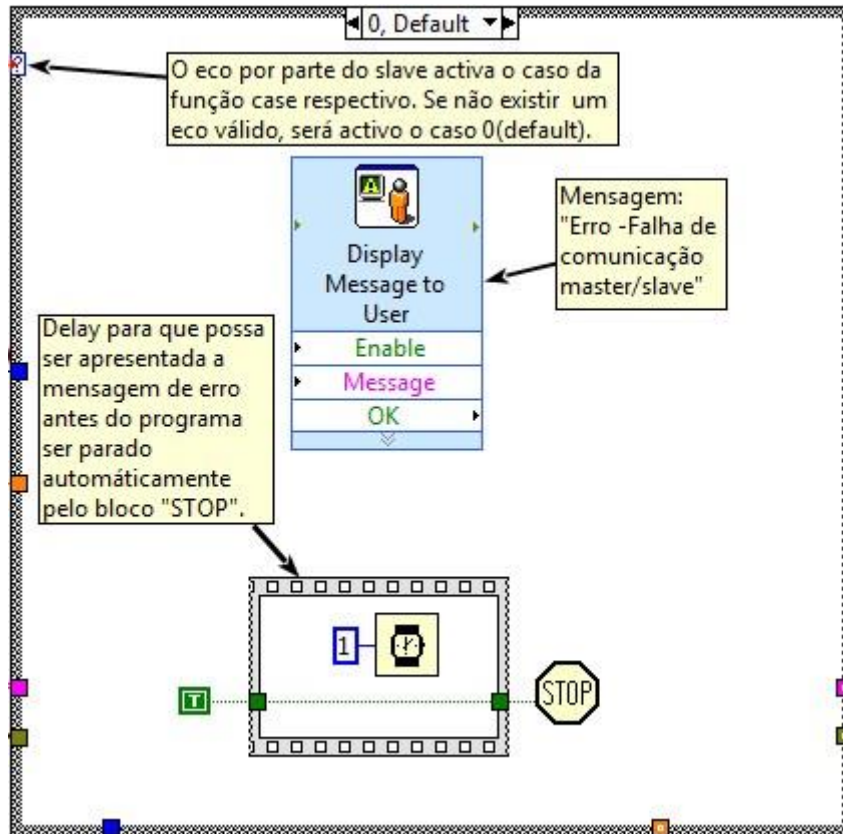 0, Default
?
O eco por parte do slave activa o caso da
função case respectivo. Se não existir um
eco válido, será activo o caso 0(default).
A
Display
Message to
User
Enable
Message
OK
Mensagem:
"Erro -Falha de
comunicação
master/slave"
Delay para que possa
ser apresentada a
mensagem de erro
antes do programa
ser parado
automáticamente
pelo bloco "STOP".
1
T
STOP